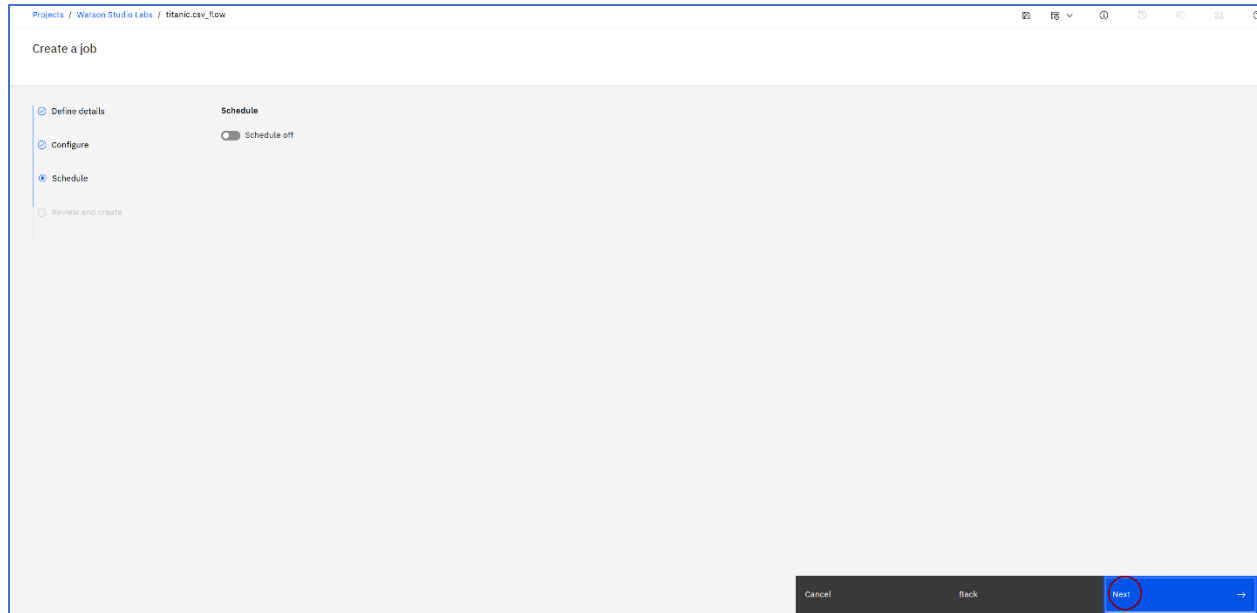 Projects / Watson Studio Labs / titanic.csv_flow
Create a job
Define details
Configure
Schedule
Review and create
Schedule
Schedule off
Cancel
Back
Next